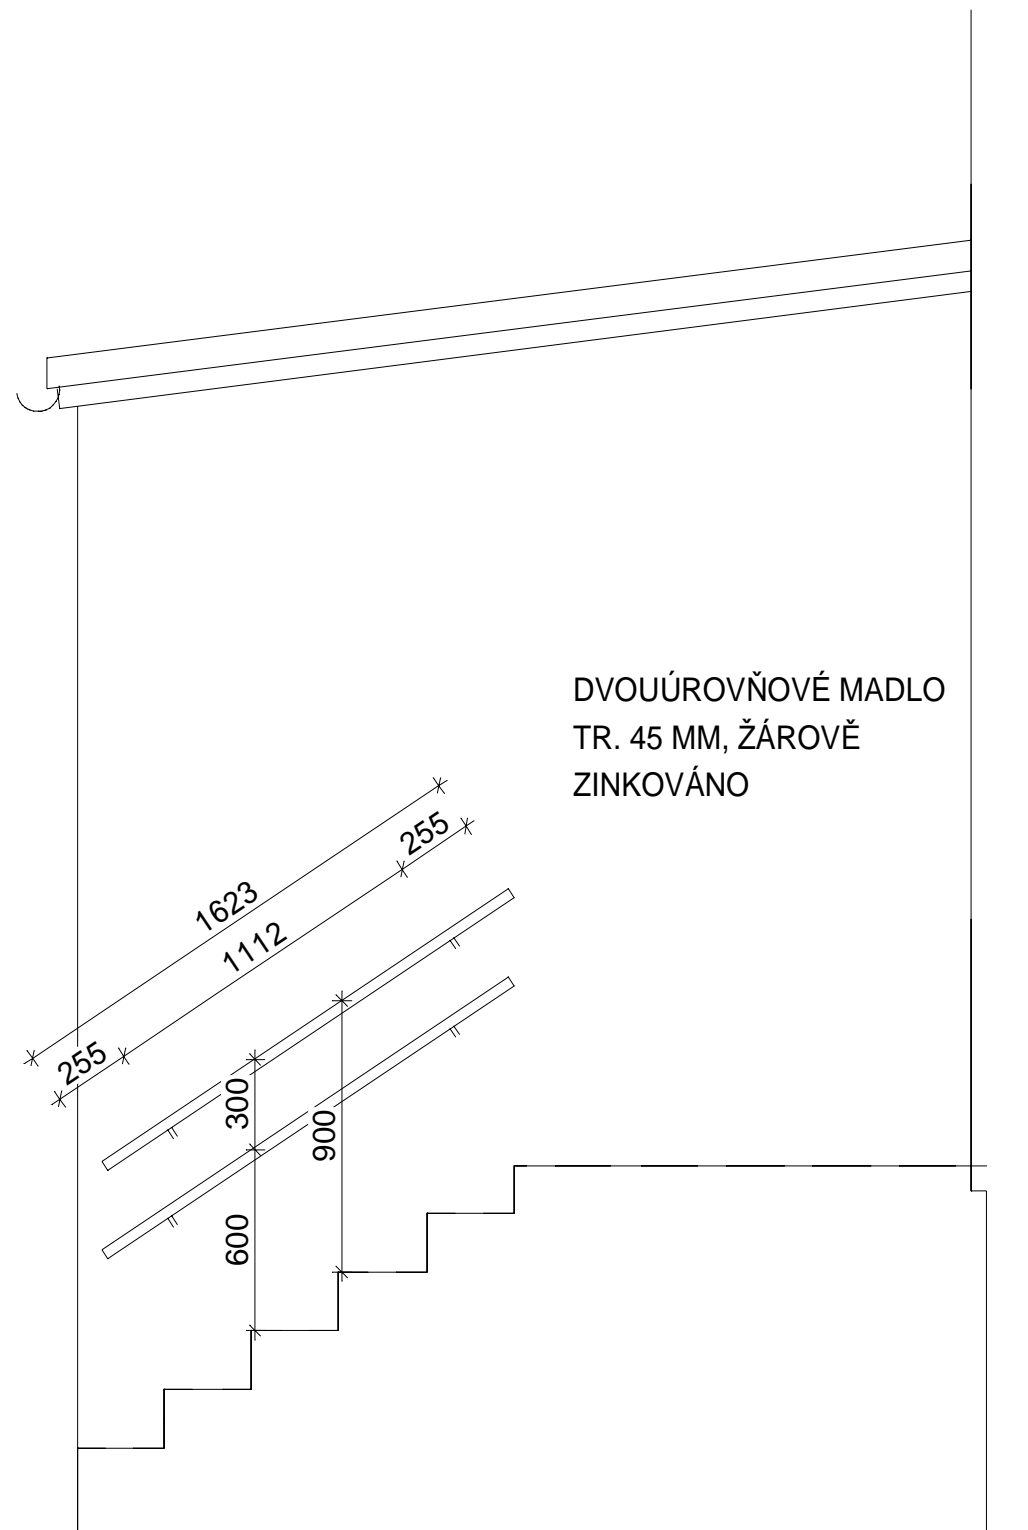 DVOUÚROVŇOVÉ MADLO
TR. 45 MM, ŽÁROVĚ
ZINKOVÁNO
255
1623
1112
255
300
900
600